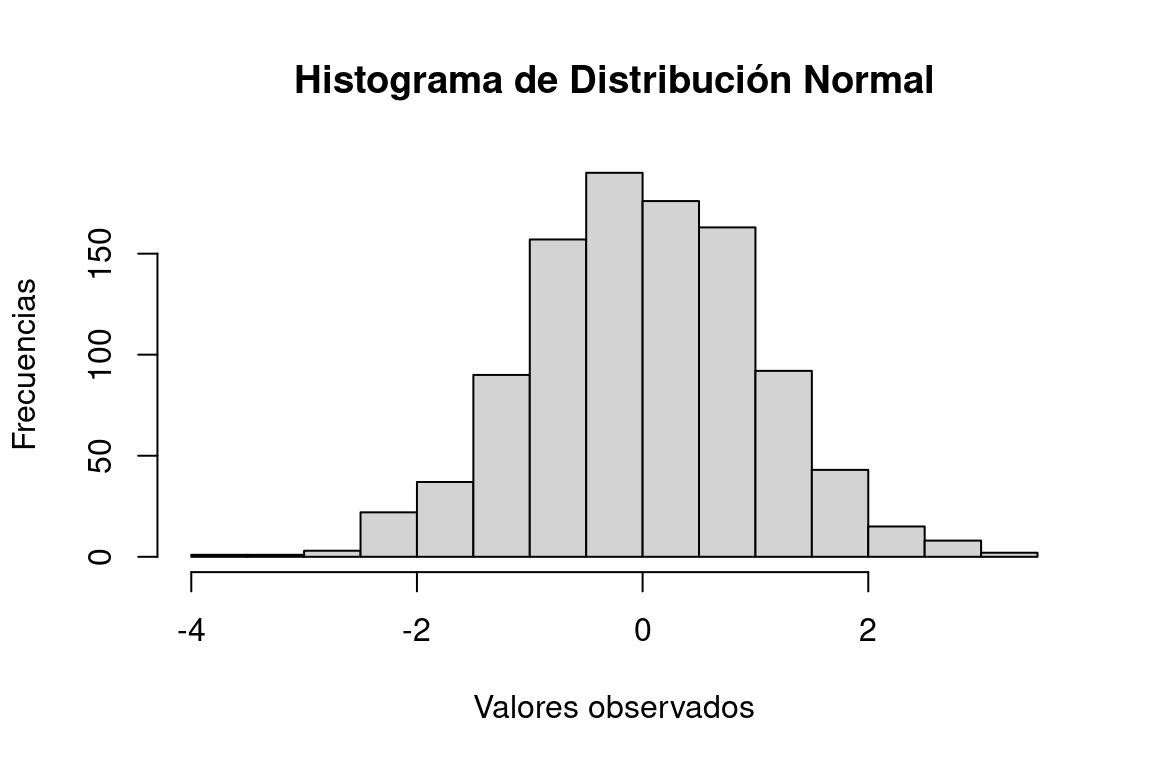 Histograma de Distribución Normal
Frecuencias
150
100
50
0
-4 -2 0 2
Valores observados